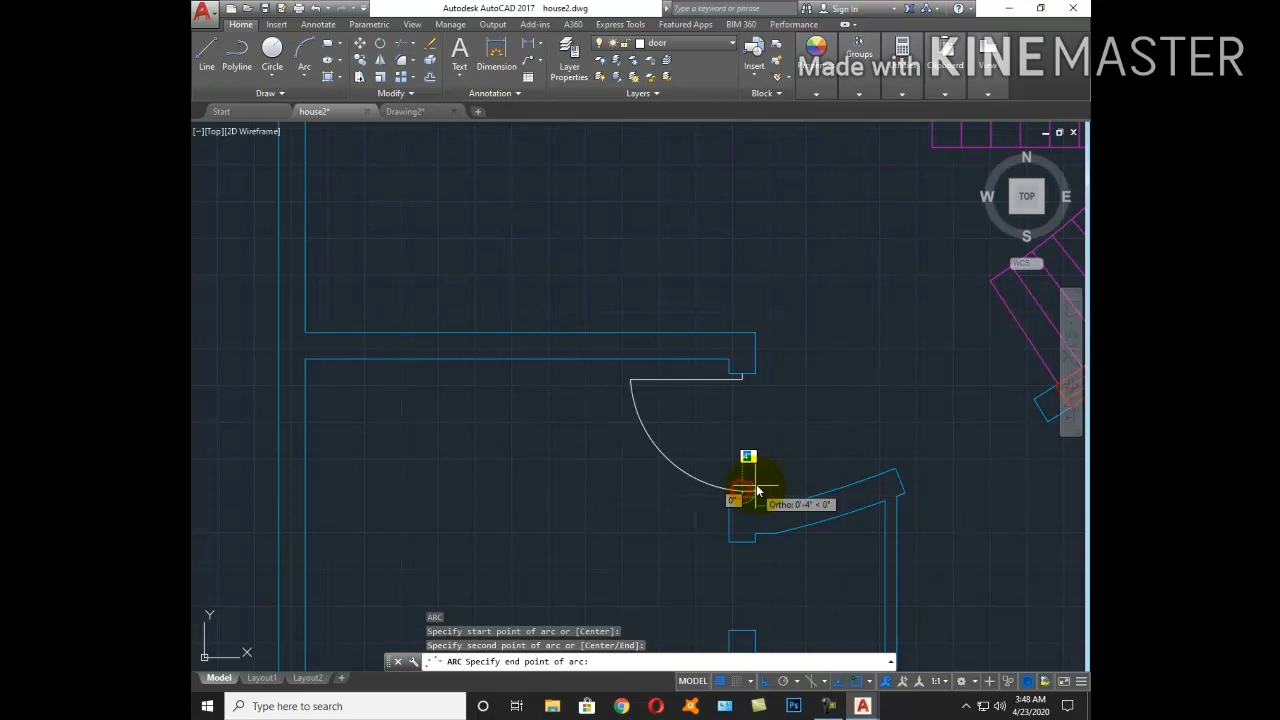 Autodesk AutoCAD 2017 house2.dwg
Type a keyword or phrase
Sign In
Home Insert Annotate Parametric View Manage Output Add-ins A360 Express Tools Featured Apps BIM 360 Performance
Made with KINEMASTER
door
Line Polyline Circle Arc
Text Dimension
Layer Properties
Insert
Groups
Draw Modify Annotation Layers Block
Start house2* Drawing2*
[−][Top][2D Wireframe]
N
W TOP E
S
WCS
4"
0"
Ortho: 0'-4" < 0°
Y
X
ARC
Specify start point of arc or [Center]:
Specify second point of arc or [Center/End]:
ARC Specify end point of arc:
Model Layout1 Layout2
MODEL
1:1
Type here to search
Ps
3:48 AM
4/23/2020